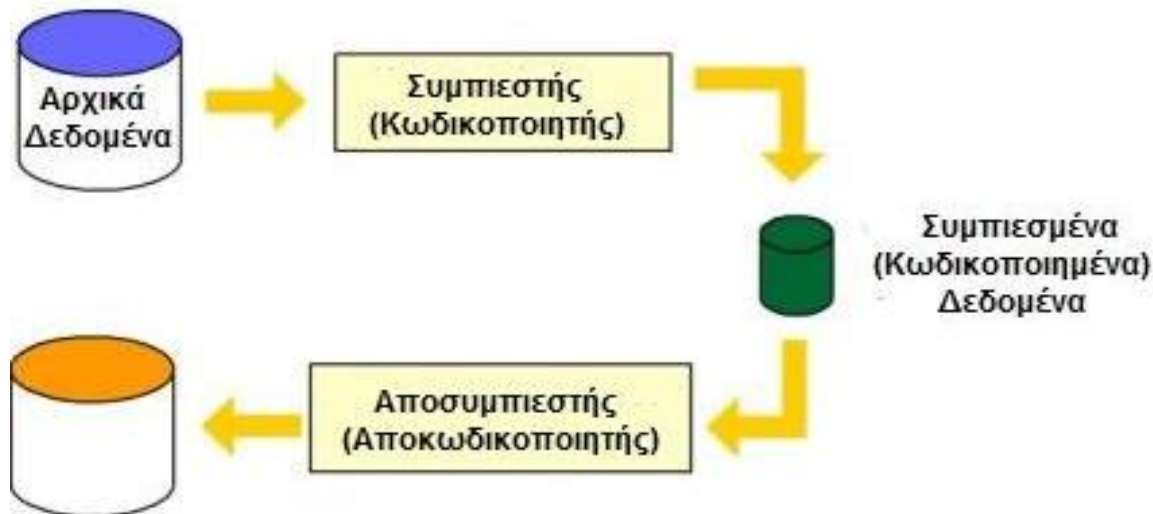 Αρχικά
Δεδομένα
Συμπιεστής
(Κωδικοποιητής)
Συμπιεσμένα
(Κωδικοποιημένα)
Δεδομένα
Αποσυμπιεστής
(Αποκωδικοποιητής)